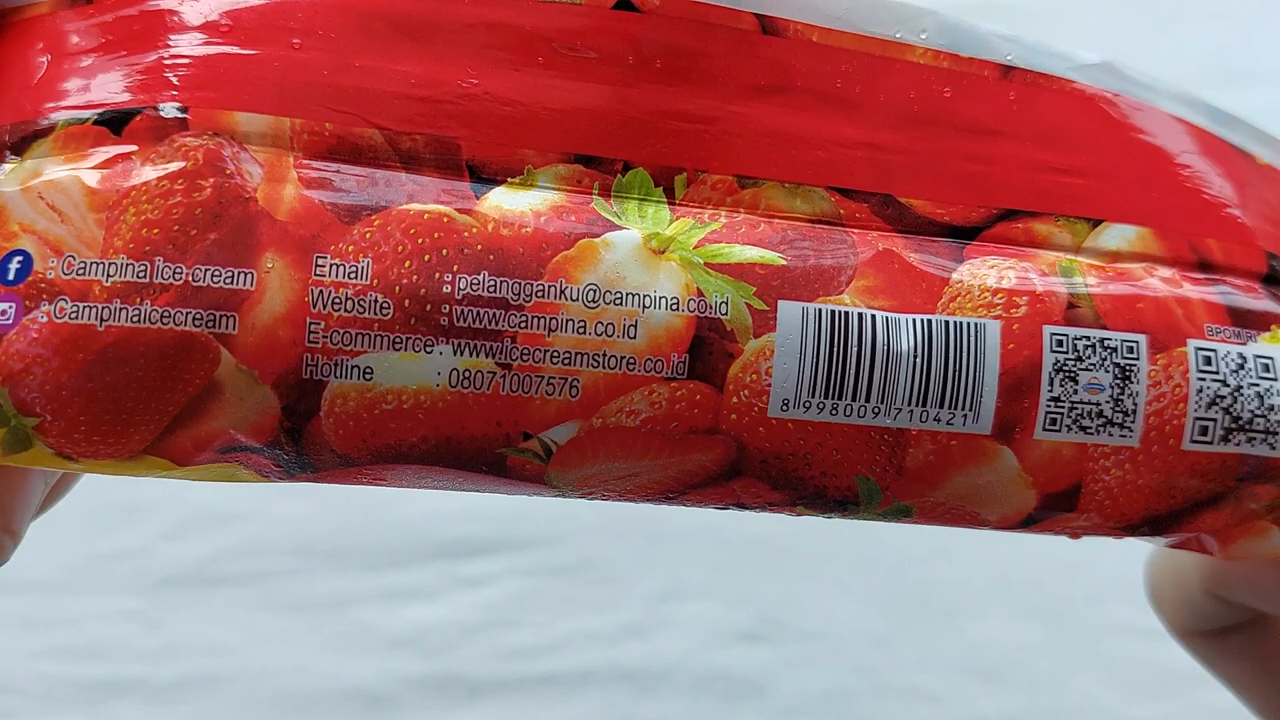 : Campina ice cream
: Campinaicecream
Email : pelangganku@campina.co.id
Website : www.campina.co.id
E-commerce : www.icecreamstore.co.id
Hotline : 08071007576
8 998009 710421
BPOM RI